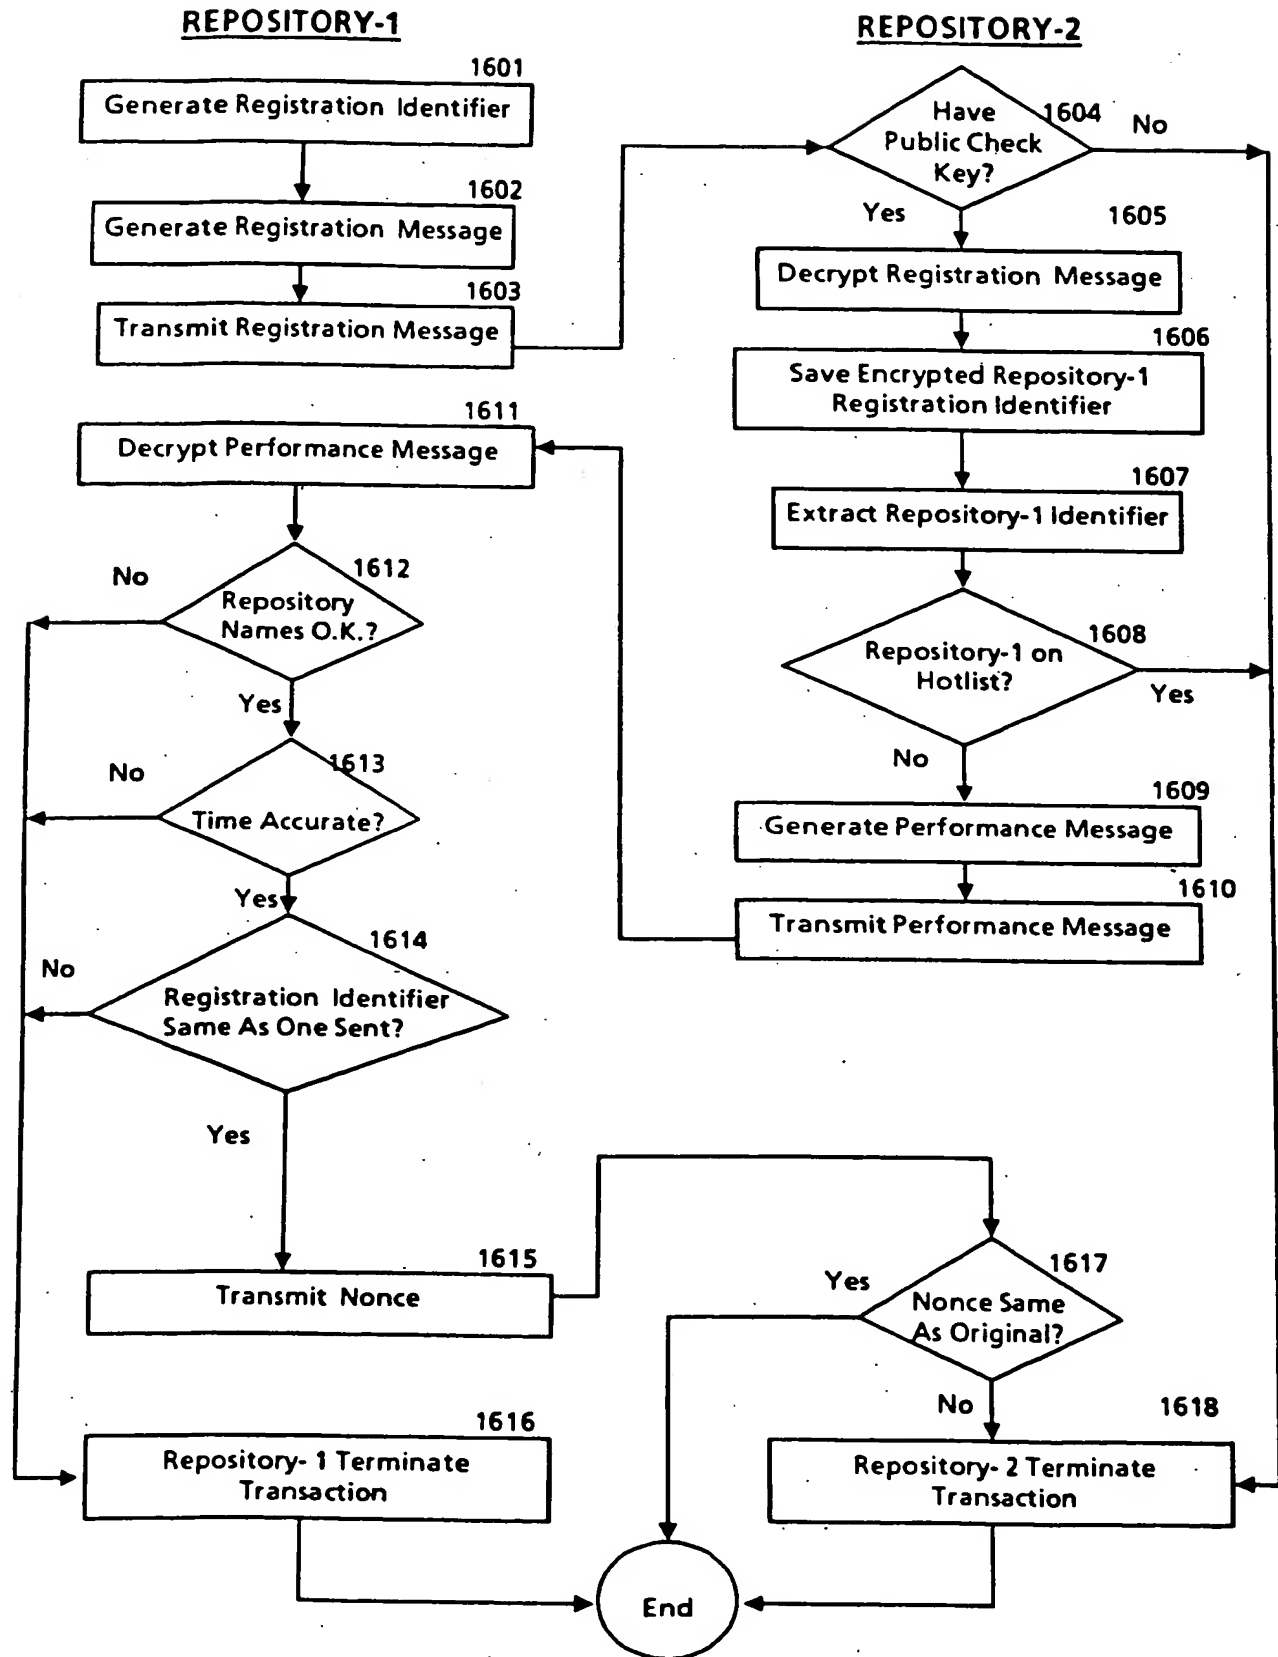 REPOSITORY-1
1601
Generate Registration Identifier
1602
Generate Registration Message
1603
Transmit Registration Message
1611
Decrypt Performance Message
1612
No
Repository
Names O.K.?
Yes
1613
No
Time Accurate?
Yes
1614
No
Registration Identifier
Same As One Sent?
Yes
1615
Transmit Nonce
1616
Repository- 1 Terminate
Transaction
REPOSITORY-2
1604
Have
Public Check
Key?
No
Yes
1605
Decrypt Registration Message
1606
Save Encrypted Repository-1
Registration Identifier
1607
Extract Repository-1 Identifier
1608
Repository-1 on
Hotlist?
Yes
No
1609
Generate Performance Message
1610
Transmit Performance Message
1617
Yes
Nonce Same
As Original?
No
1618
Repository- 2 Terminate
Transaction
End